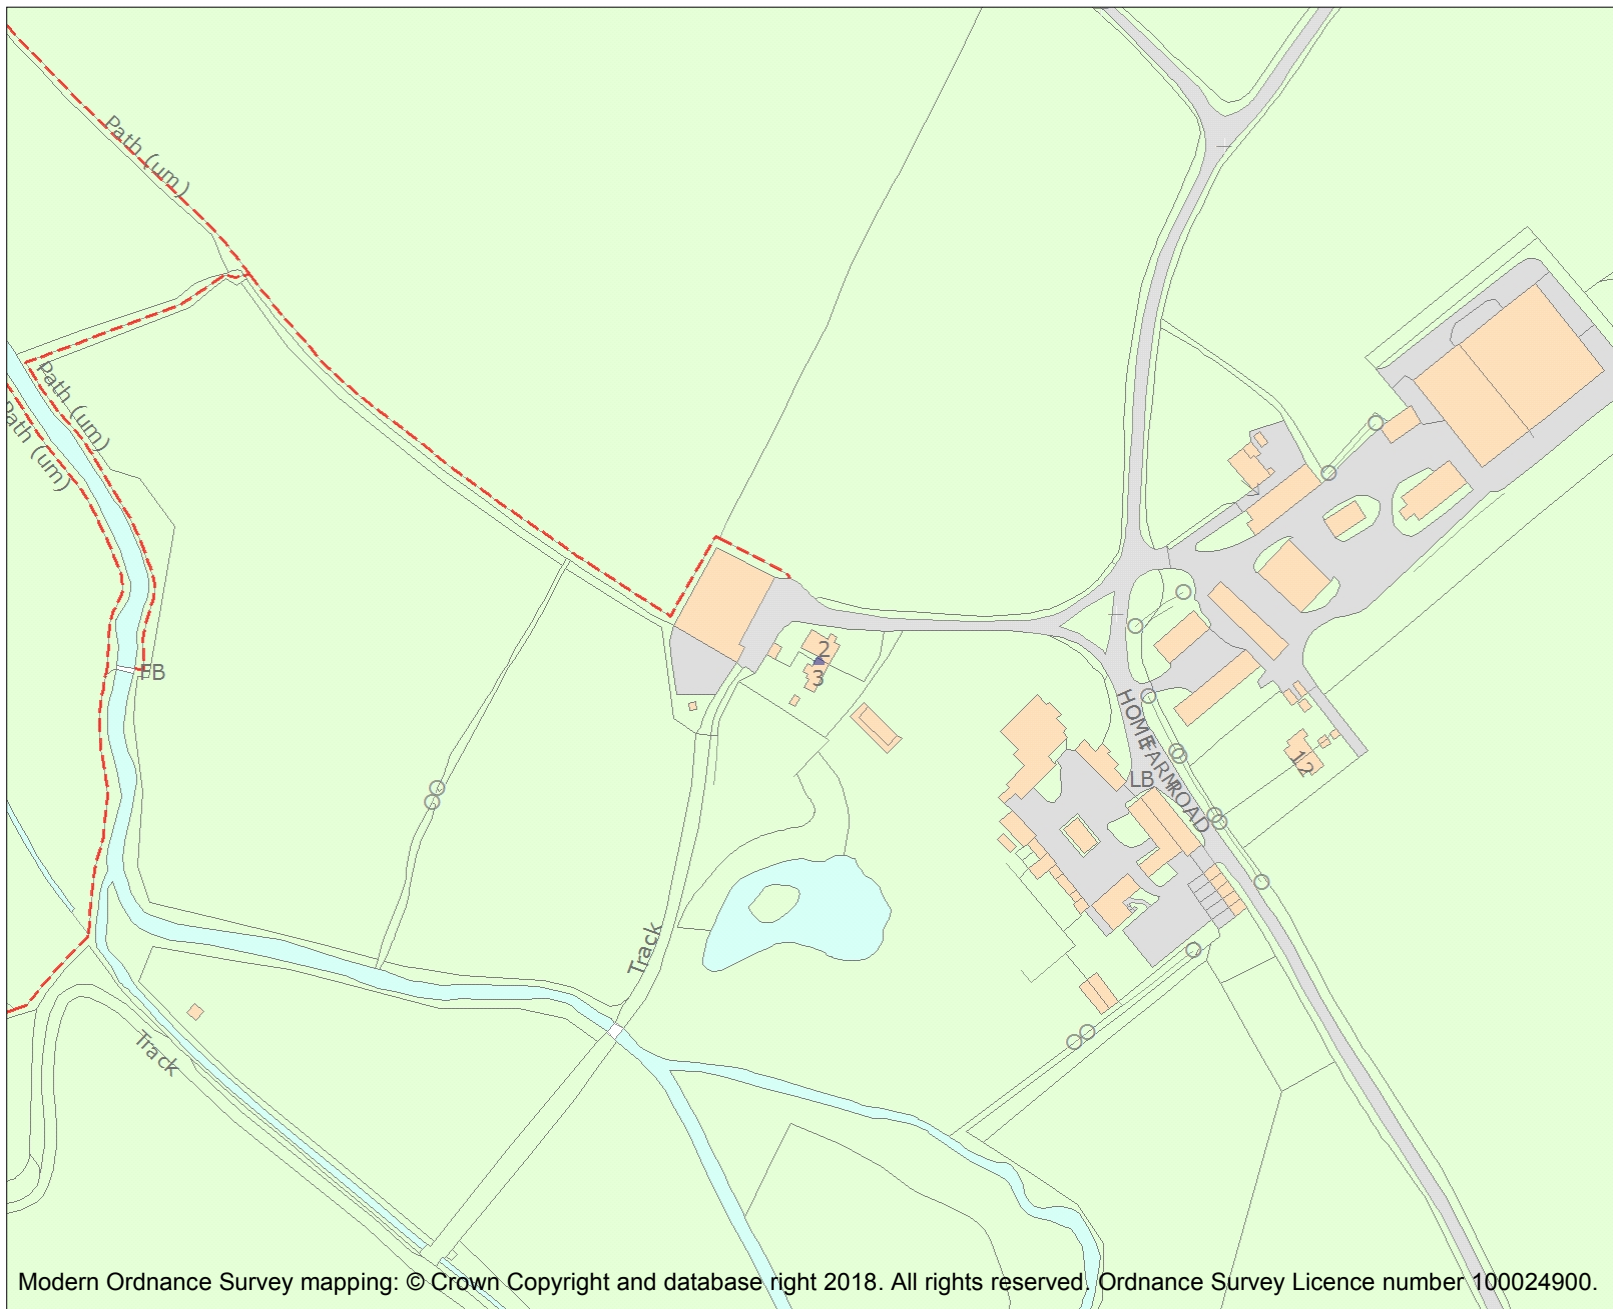 Path (um)
Path (um)
Path (um)
FB
2
3
HOME FARM ROAD
LB
12
Track
Track
Modern Ordnance Survey mapping: © Crown Copyright and database right 2018. All rights reserved. Ordnance Survey Licence number 100024900.